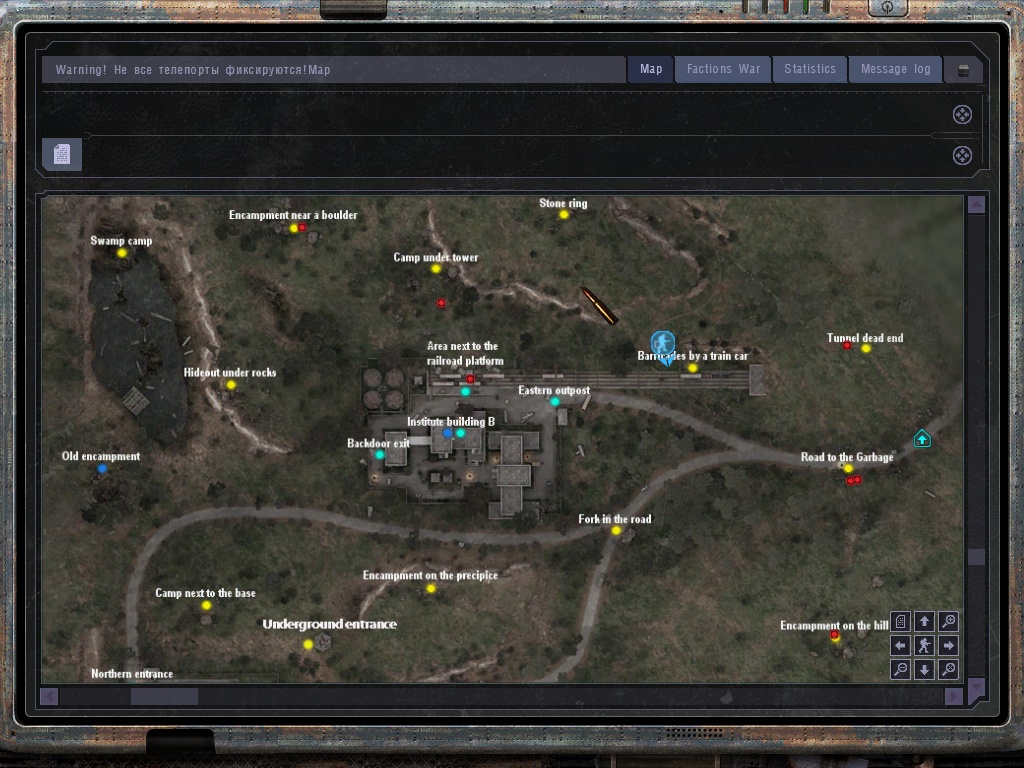 Warning! Не все телепорты фиксируются!Map
Map
Factions War
Statistics
Message log
Stone ring
Encampment near a boulder
Swamp camp
Camp under tower
Tunnel dead end
Area next to the
railroad platform
Barricades by a train car
Hideout under rocks
Eastern outpost
Institute building B
Backdoor exit
Old encampment
Road to the Garbage
Fork in the road
Encampment on the precipice
Camp next to the base
Underground entrance
Encampment on the hill
Northern entrance